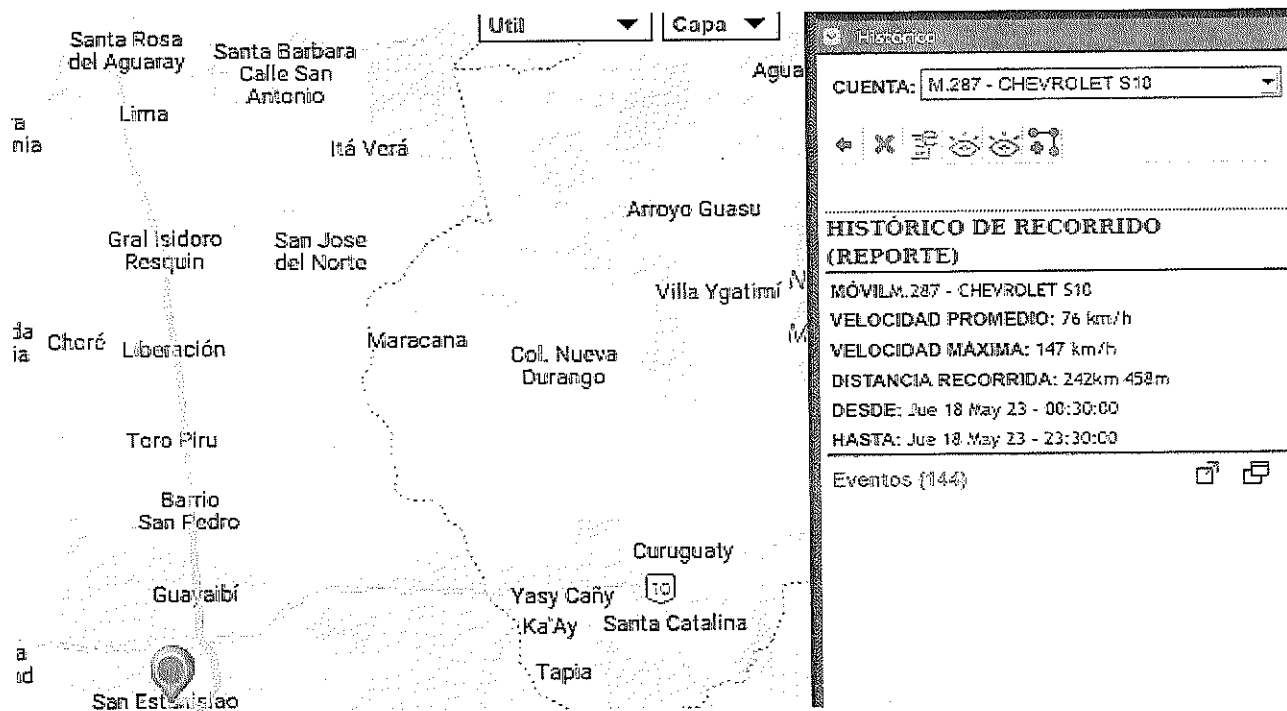 Util
Capa
Santa Rosa
del Aguaray
Santa Barbara
Calle San
Antonio
Agua
Lima
Itá Verá
Arroyo Guasu
Gral Isidoro
Resquin
San Jose
del Norte
Villa Ygatimí
Choré
Liberación
Maracana
Col. Nueva
Durango
Toro Piru
Barrio
San Pedro
Curuguaty
Guayaibí
Yasy Cañy
10
Ka'Ay
Santa Catalina
Tapia
San Estanislao
Histórico
CUENTA: M.287 - CHEVROLET S10
HISTÓRICO DE RECORRIDO
(REPORTE)
MÓVILM.287 - CHEVROLET S10
VELOCIDAD PROMEDIO: 76 km/h
VELOCIDAD MÁXIMA: 147 km/h
DISTANCIA RECORRIDA: 242km 458m
DESDE: Jue 18 May 23 - 00:30:00
HASTA: Jue 18 May 23 - 23:30:00
Eventos (144)